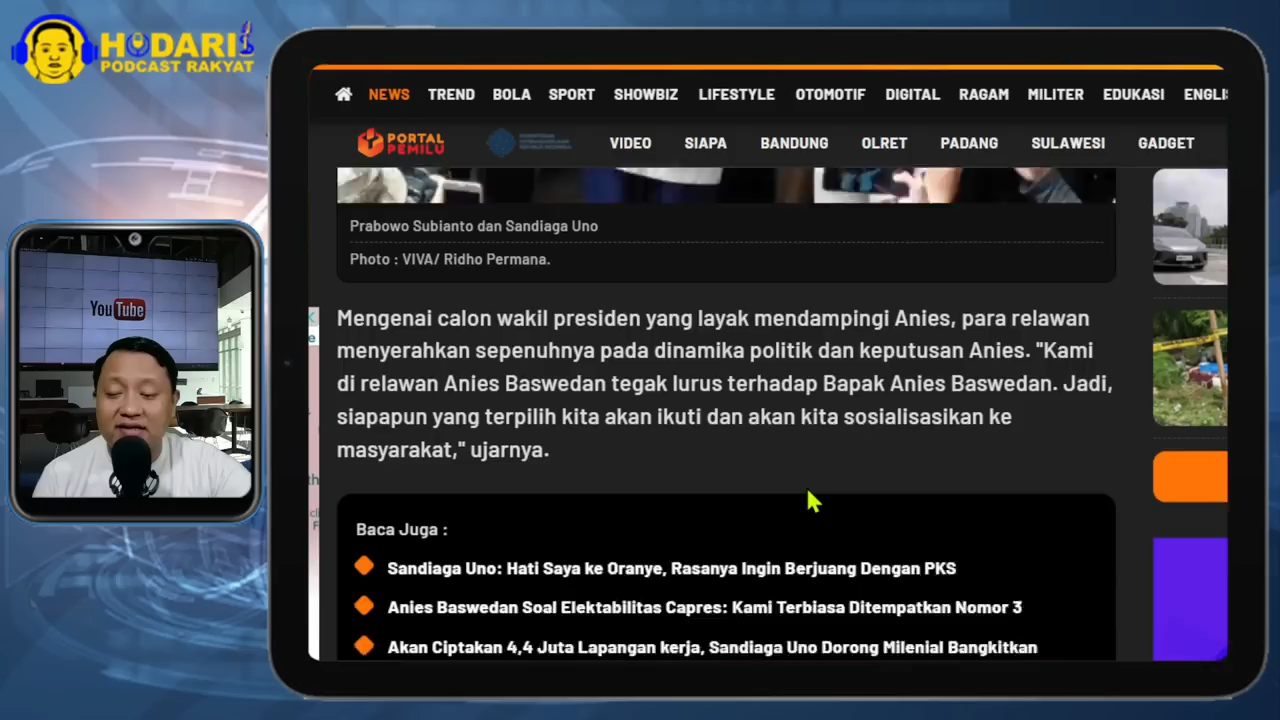 HODARI
PODCAST RAKYAT
NEWS TREND BOLA SPORT SHOWBIZ LIFESTYLE OTOMOTIF DIGITAL RAGAM MILITER EDUKASI ENGLIS
PORTAL PEMILU
VIDEO SIAPA BANDUNG OLRET PADANG SULAWESI GADGET
Prabowo Subianto dan Sandiaga Uno
Photo : VIVA/ Ridho Permana.
YouTube
Mengenai calon wakil presiden yang layak mendampingi Anies, para relawan
menyerahkan sepenuhnya pada dinamika politik dan keputusan Anies. "Kami
di relawan Anies Baswedan tegak lurus terhadap Bapak Anies Baswedan. Jadi,
siapapun yang terpilih kita akan ikuti dan akan kita sosialisasikan ke
masyarakat," ujarnya.
Baca Juga :
Sandiaga Uno: Hati Saya ke Oranye, Rasanya Ingin Berjuang Dengan PKS
Anies Baswedan Soal Elektabilitas Capres: Kami Terbiasa Ditempatkan Nomor 3
Akan Ciptakan 4,4 Juta Lapangan kerja, Sandiaga Uno Dorong Milenial Bangkitkan